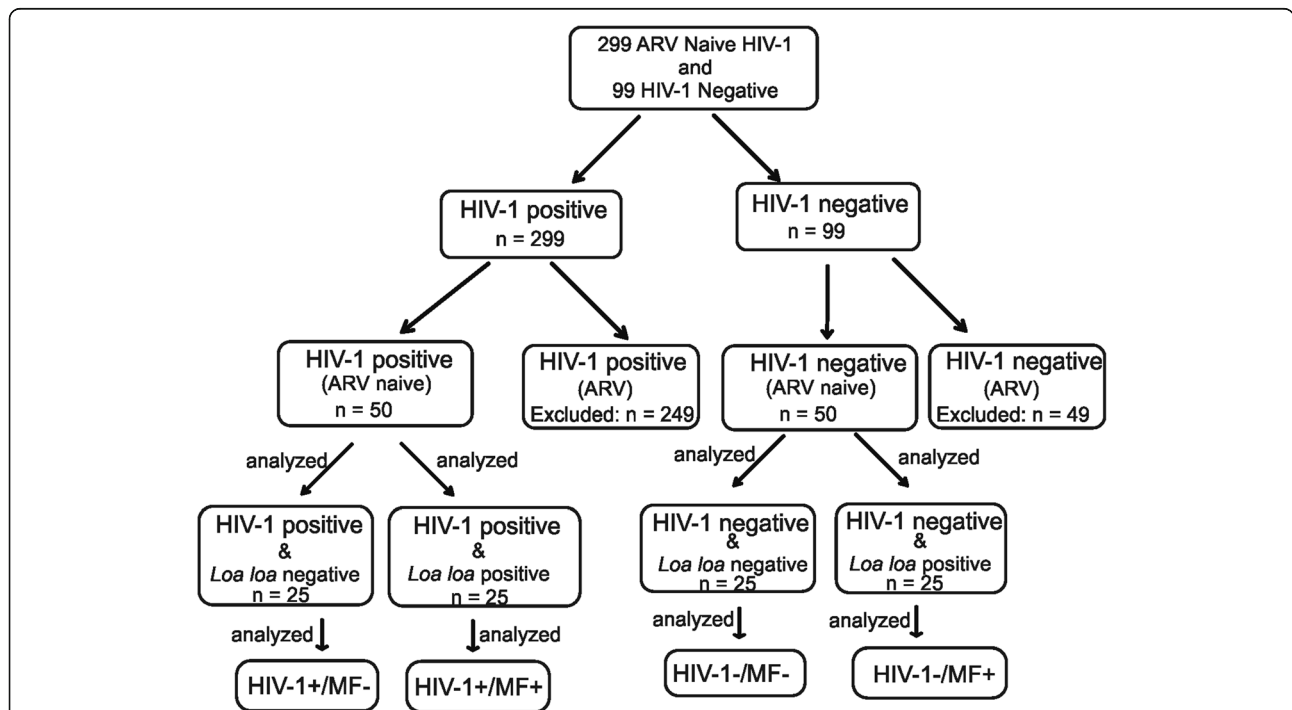 299 ARV Naive HIV-1
and
99 HIV-1 Negative
HIV-1 positive
n = 299
HIV-1 negative
n = 99
HIV-1 positive
(ARV naive)
n = 50
HIV-1 positive
(ARV)
Excluded: n = 249
HIV-1 negative
(ARV naive)
n = 50
HIV-1 negative
(ARV)
Excluded: n = 49
analyzed
analyzed
analyzed
analyzed
HIV-1 positive
&
Loa loa negative
n = 25
HIV-1 positive
&
Loa loa positive
n = 25
HIV-1 negative
&
Loa loa negative
n = 25
HIV-1 negative
&
Loa loa positive
n = 25
analyzed
analyzed
analyzed
analyzed
HIV-1+/MF-
HIV-1+/MF+
HIV-1-/MF-
HIV-1-/MF+